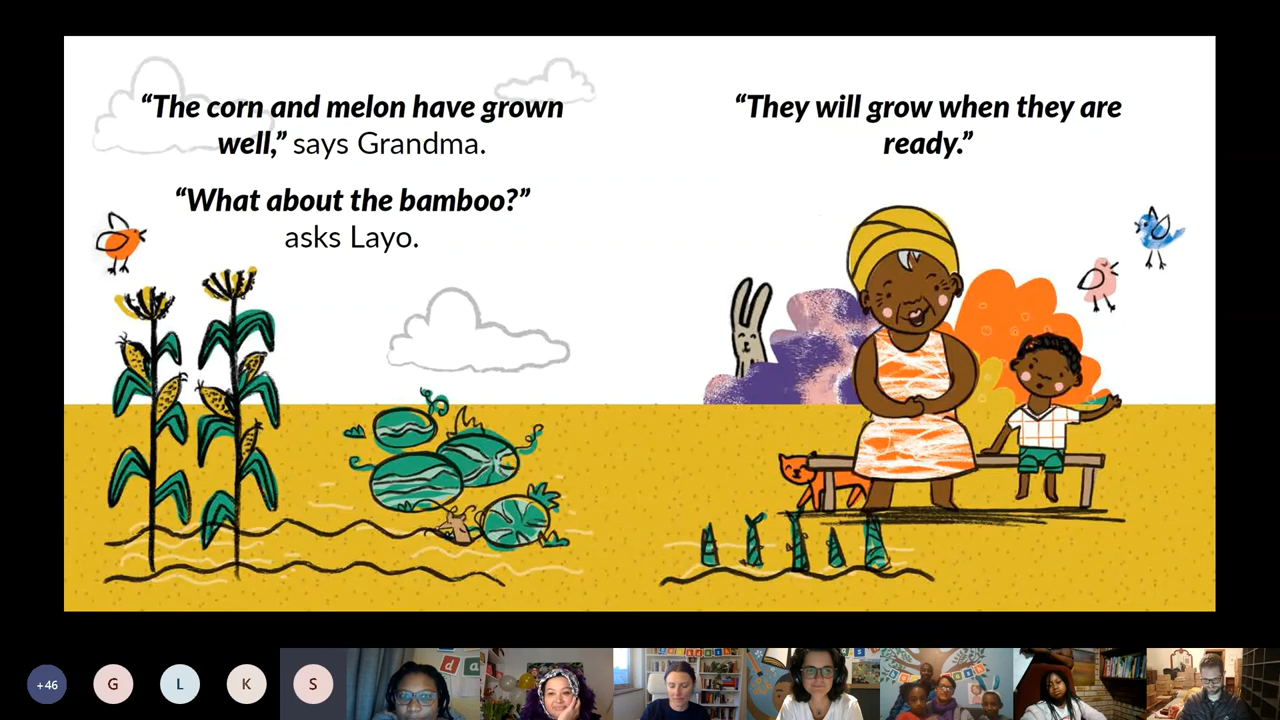 “The corn and melon have grown
well,” says Grandma.
“What about the bamboo?”
asks Layo.
“They will grow when they are
ready.”
+46
G
L
K
S
d a